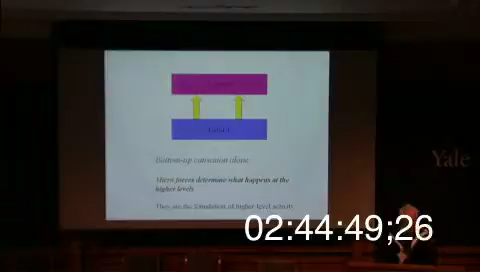 Bottom-up causation alone
Micro forces determine what happens at the
higher levels
They are the foundation of higher level activity
Yale
02:44:49;26